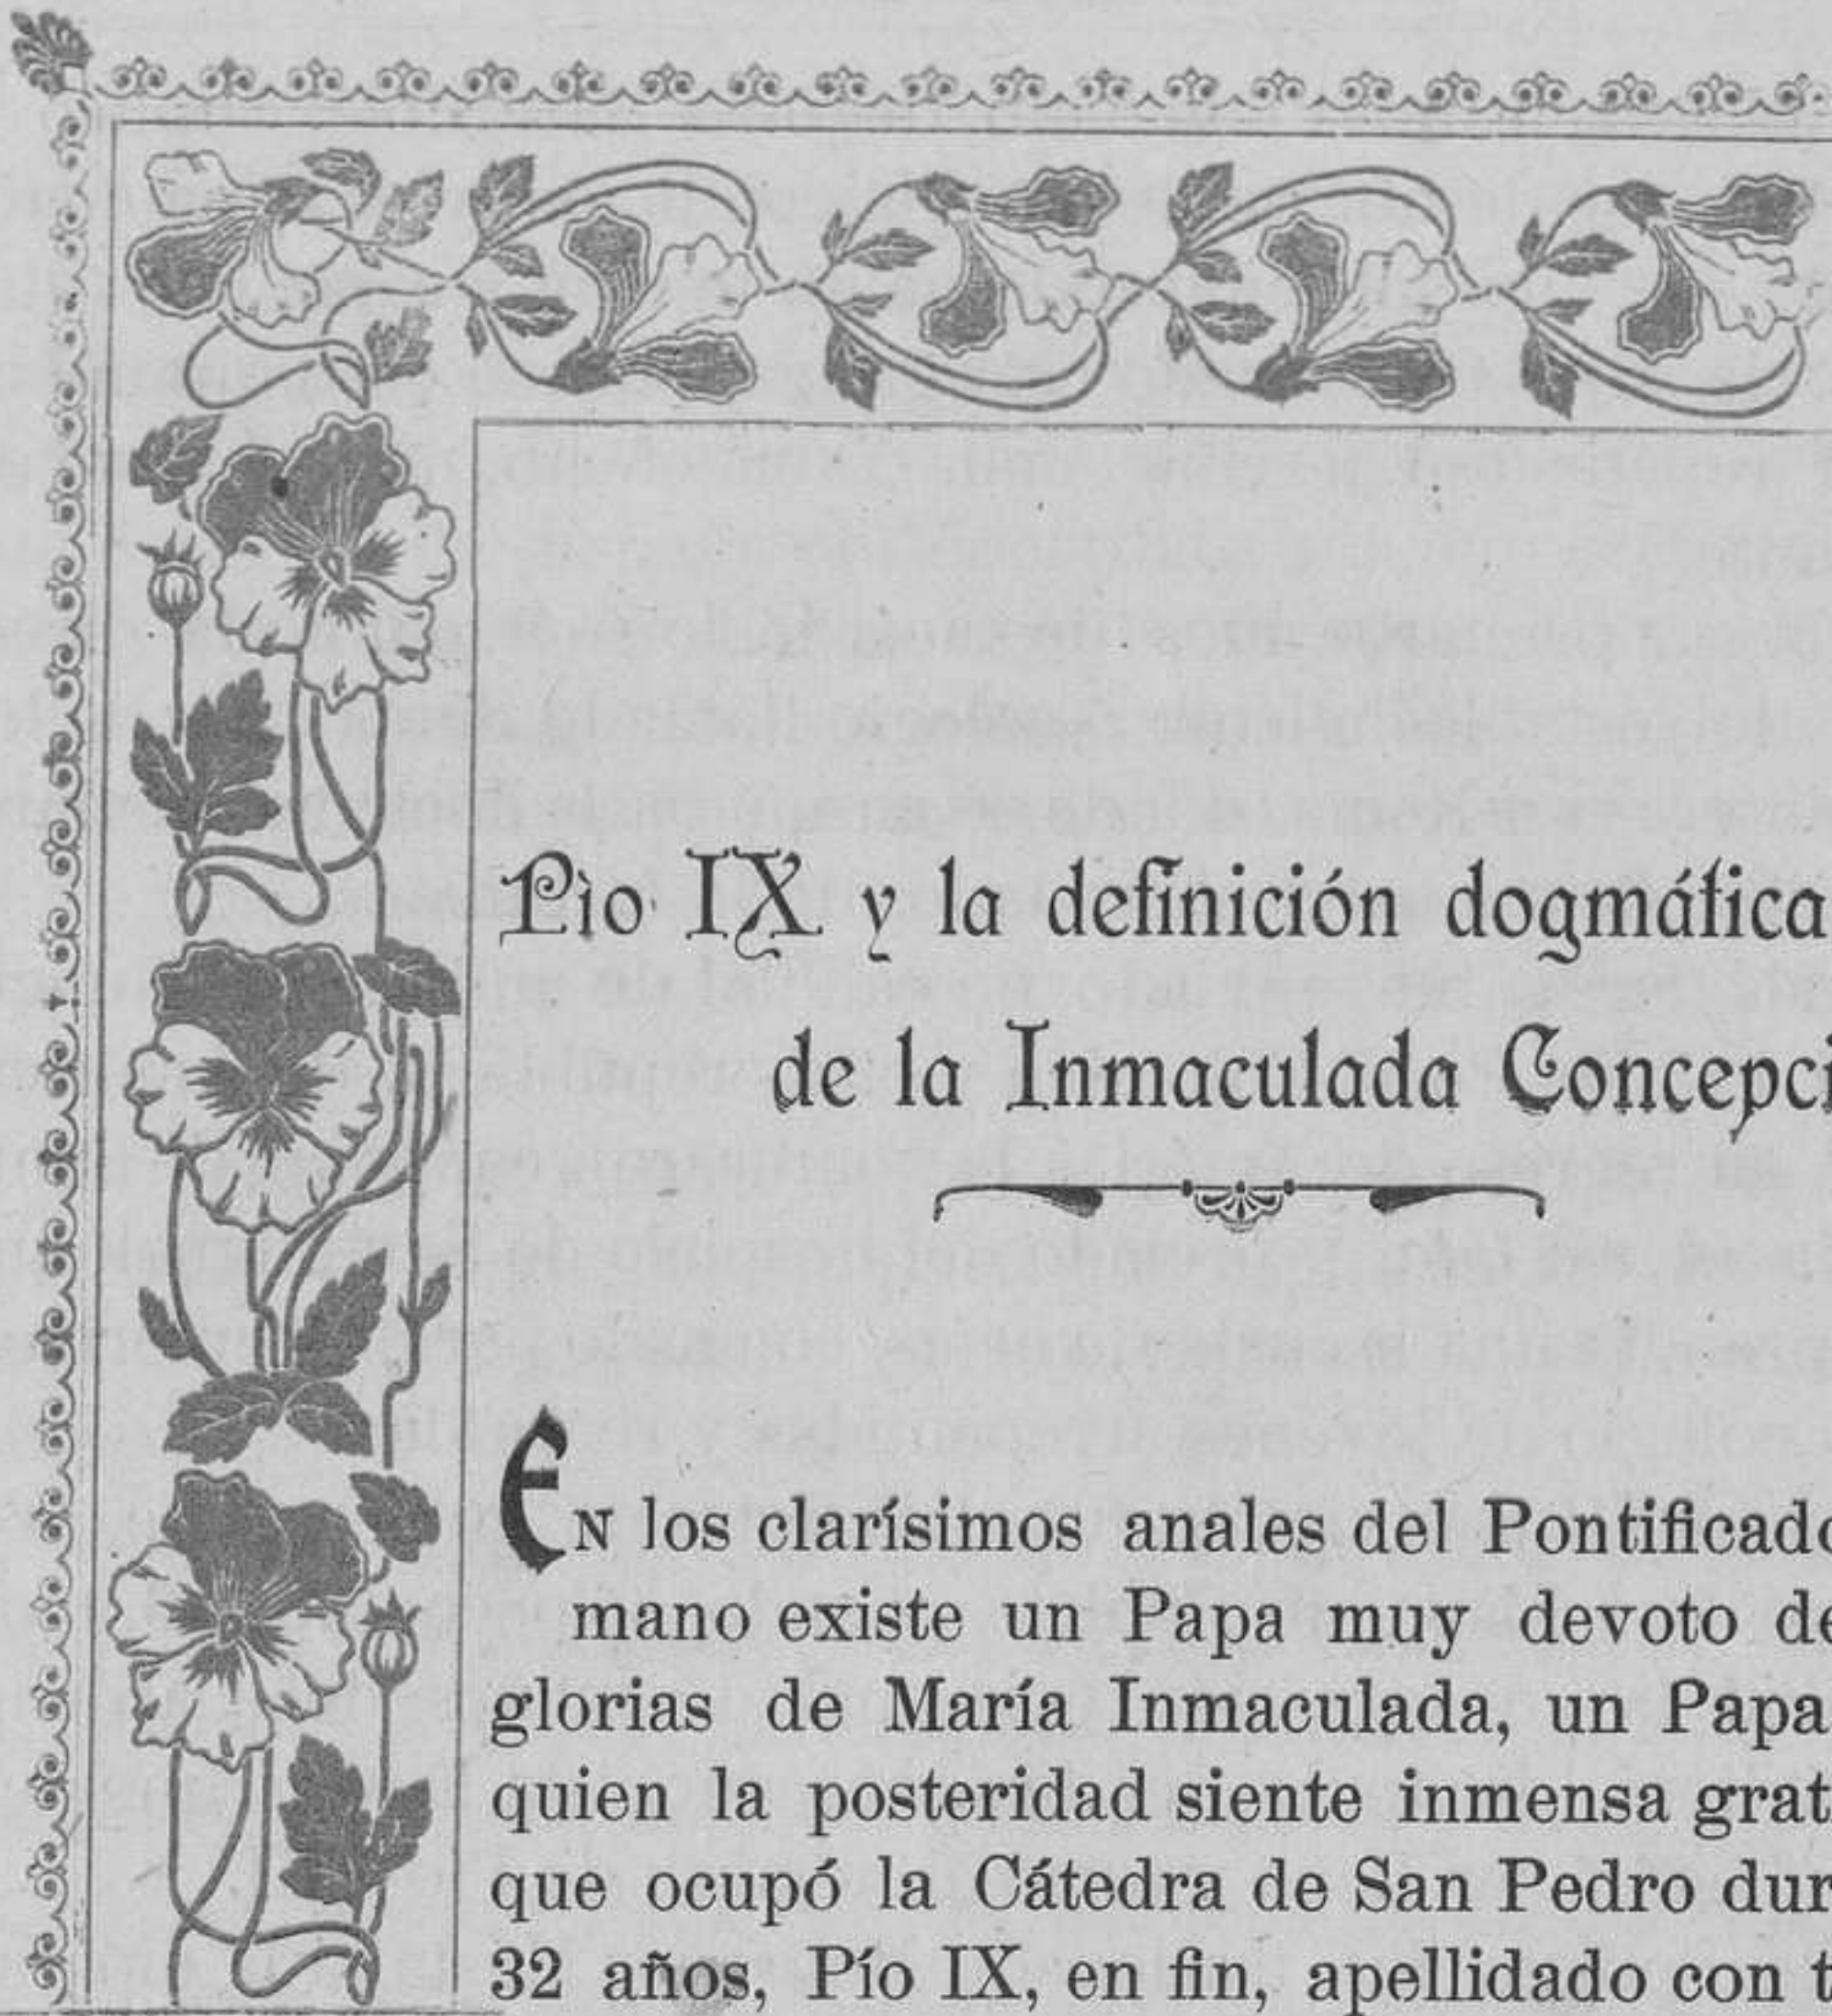 Pìo IX y la definición dogmática
de la Inmaculada Concepci
EN los clarísimos anales del Pontificado
mano existe un Papa muy devoto de
glorias de María Inmaculada, un Papa
quien la posteridad siente inmensa grat
que ocupó la Cátedra de San Pedro dur
32 años, Pío IX, en fin, apellidado con t